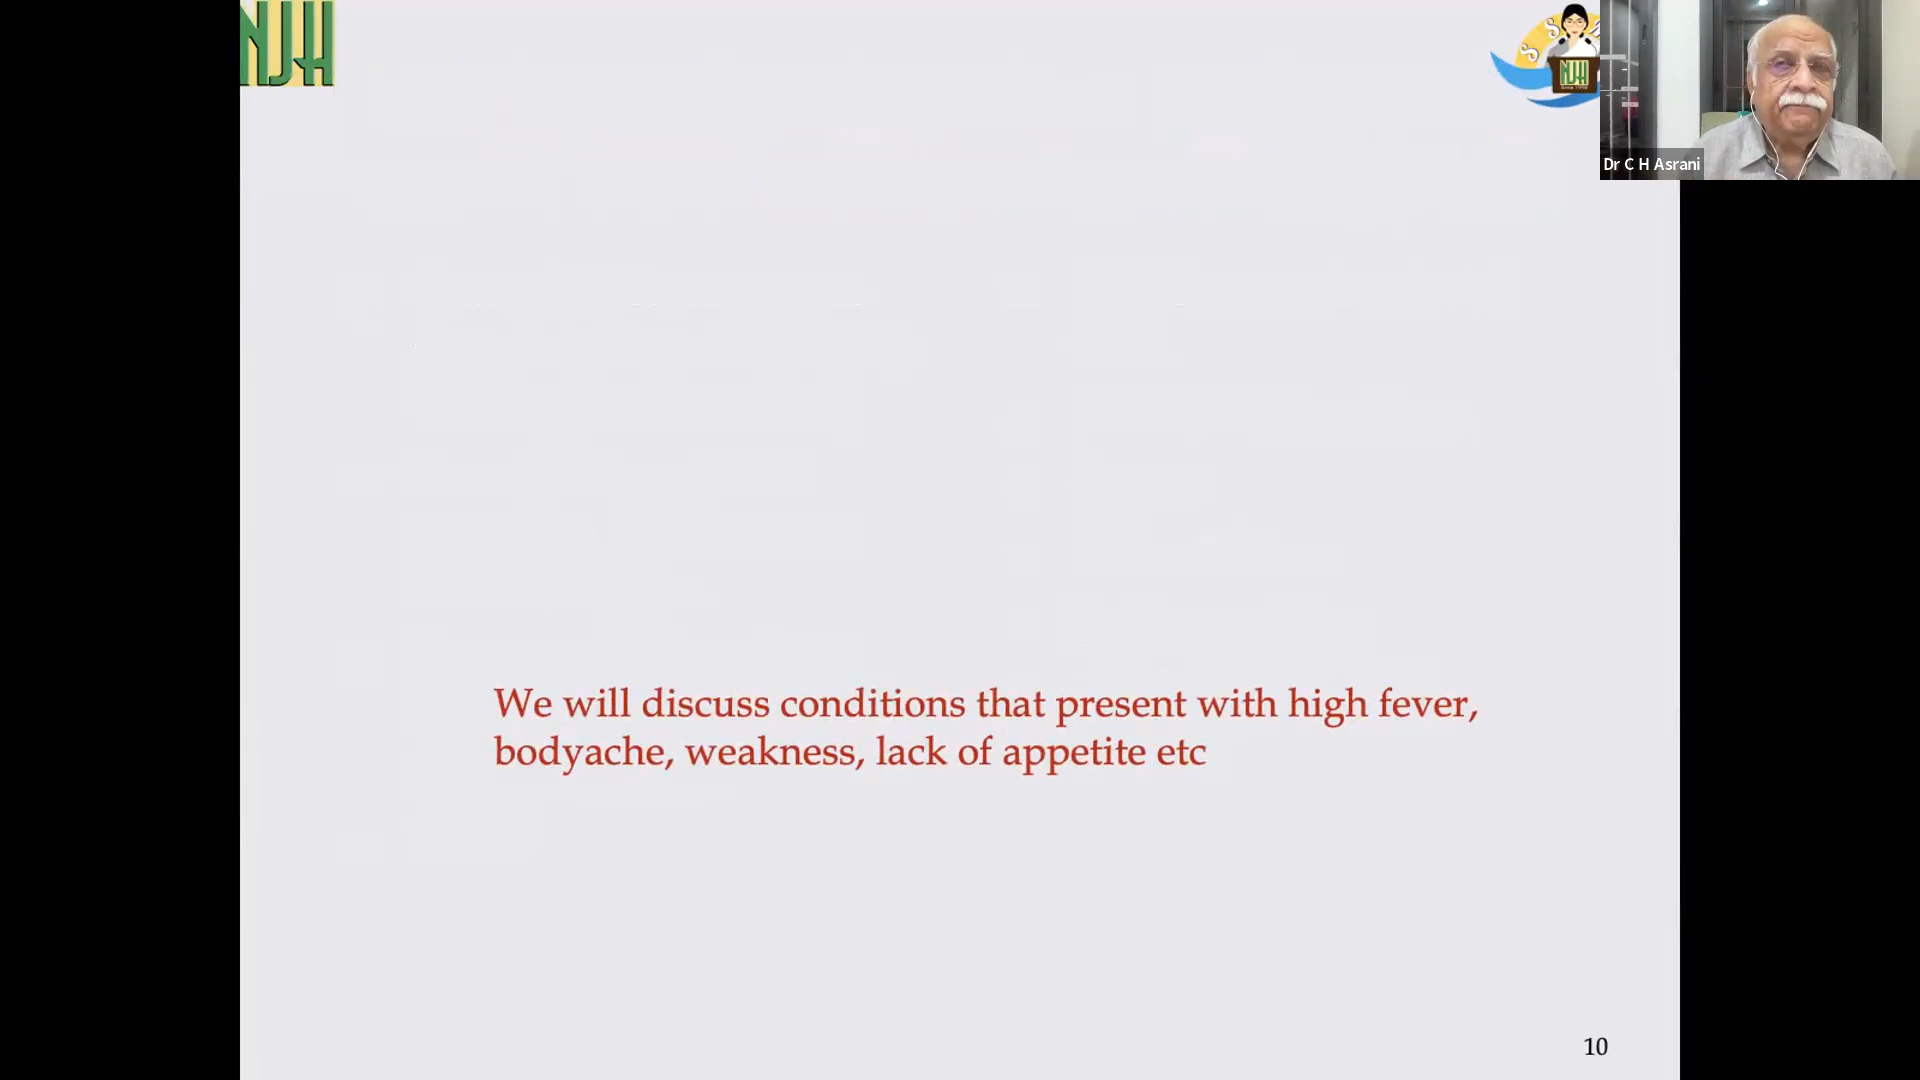 NJH
S S
NJH
Dr C H Asrani
We will discuss conditions that present with high fever,
bodyache, weakness, lack of appetite etc
10